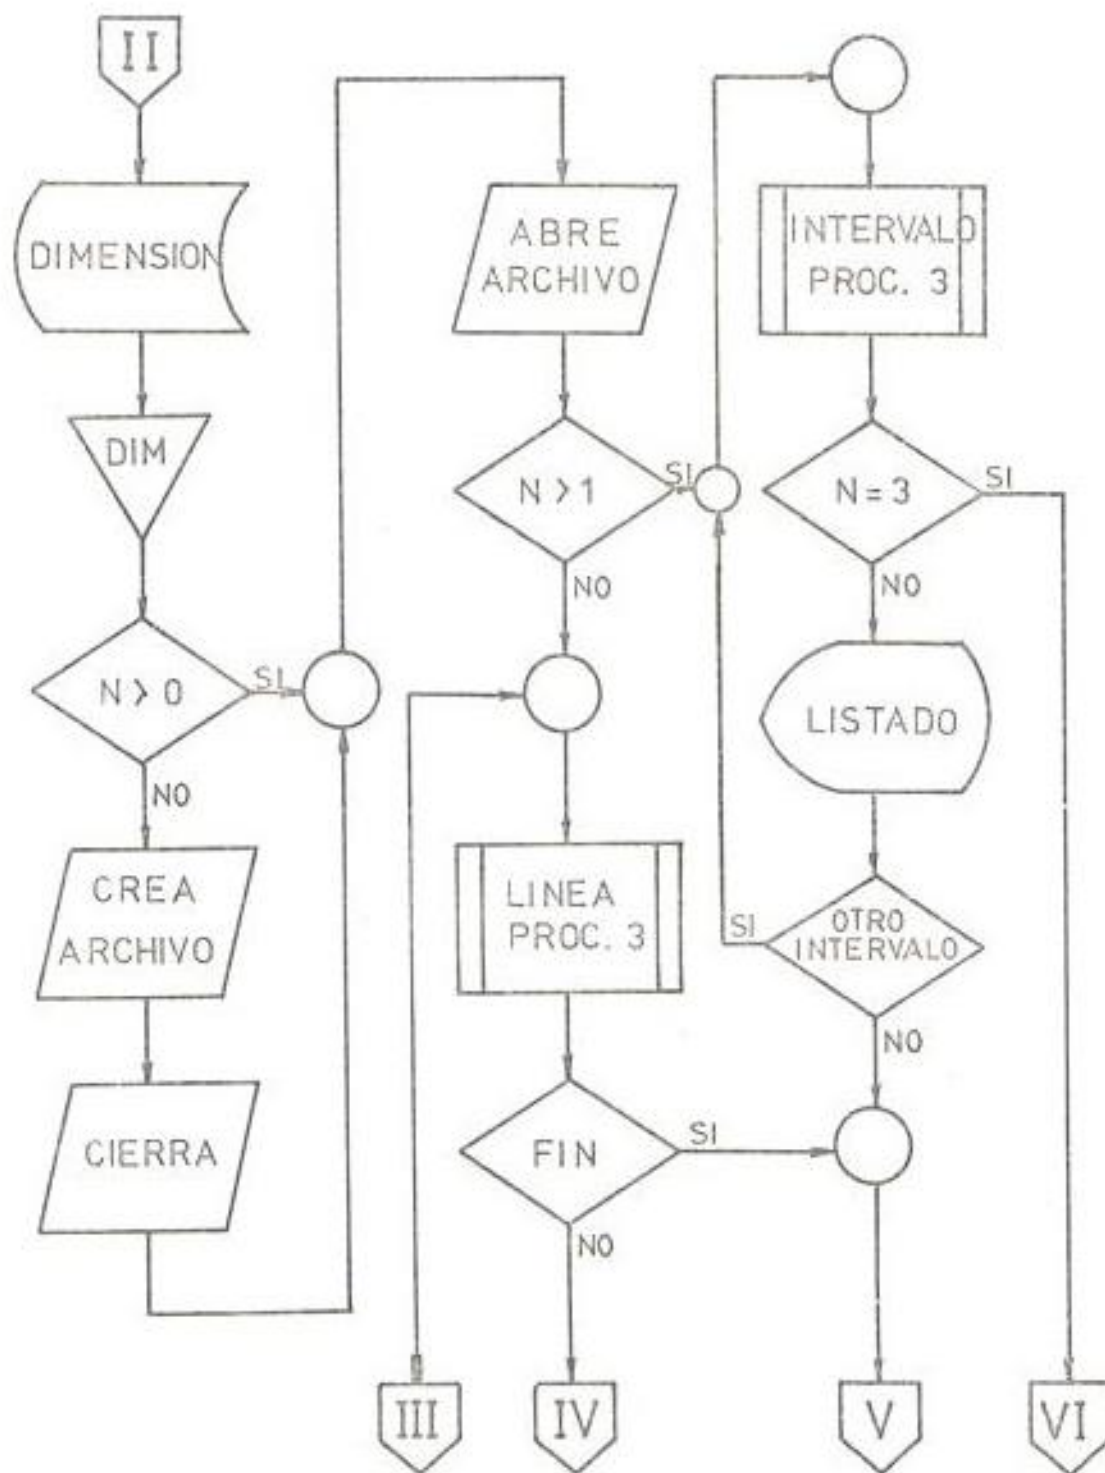 II
DIMENSION
DIM
N > 0
SI
NO
CREA
ARCHIVO
CIERRA
ABRE
ARCHIVO
N > 1
SI
NO
LINEA
PROC. 3
FIN
SI
NO
INTERVALO
PROC. 3
N = 3
SI
NO
LISTADO
OTRO
INTERVALO
SI
NO
III
IV
V
VI